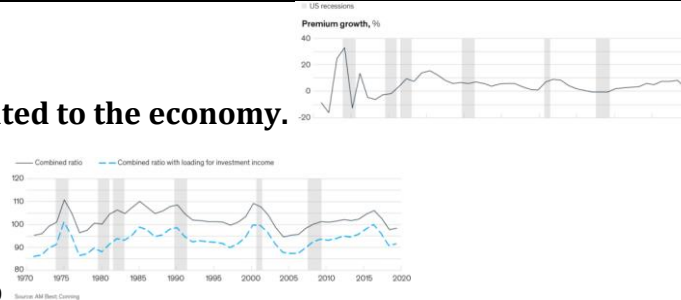 US recessions
Premium growth, %
40
20
0
-20
ted to the economy.
Combined ratio
Combined ratio with loading for investment income
120
110
100
90
80
1970 1975 1980 1985 1990 1995 2000 2005 2010 2015 2020
Source: AM Best; Conning